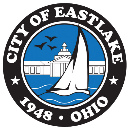 CITY OF EASTLAKE
1948 • OHIO